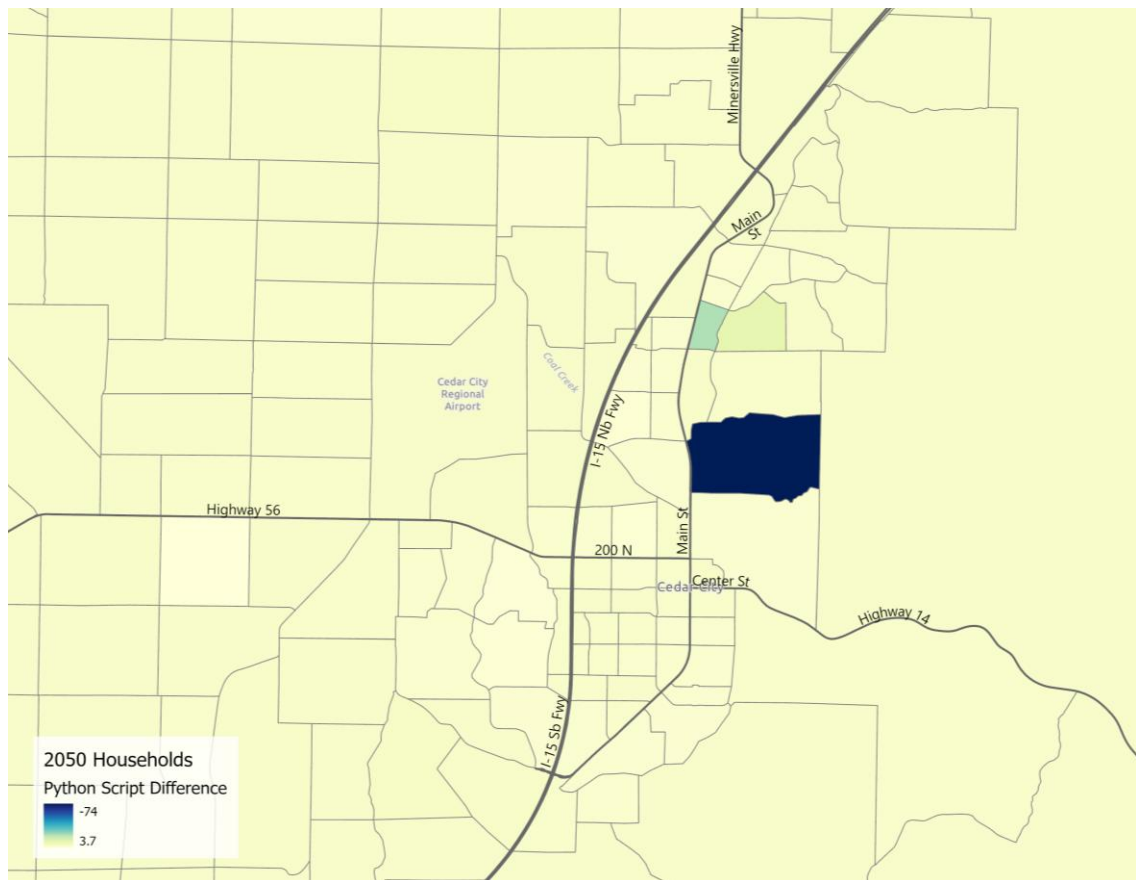 Minersville Hwy
Main
St
Coal Creek
Cedar City
Regional
Airport
I-15 Nb Fwy
Highway 56
Main St
200 N
Center St
Cedar City
Highway 14
I-15 Sb Fwy
2050 Households
Python Script Difference
-74
3.7